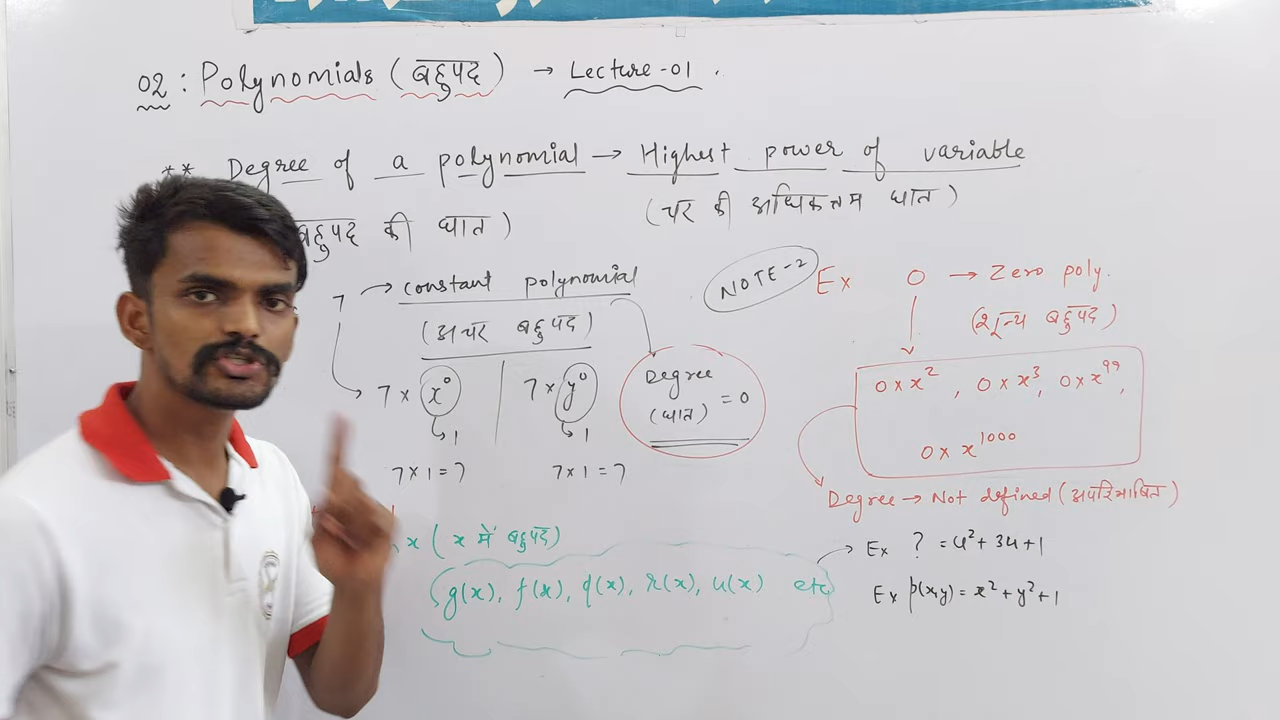 02 : Polynomials (बहुपद) → Lecture-01.
** Degree of a polynomial → Highest power of variable
बहुपद की घात) (चर की अधिकतम घात)
7 → constant polynomial
(अचर बहुपद)
7 × x⁰ 7 × y⁰
↳ 1 ↳ 1
7 × 1 = 7 7 × 1 = 7
Degree
(घात) = 0
NOTE-2 Ex 0 → Zero poly.
(शून्य बहुपद)
0 × x², 0 × x³, 0 × x⁹⁹,
0 × x¹⁰⁰⁰
Degree → Not defined (अपरिभाषित)
x (x में बहुपद)
g(x), f(x), q(x), r(x), u(x) etc
→ Ex ? = u² + 3u + 1
Ex p(x,y) = x² + y² + 1